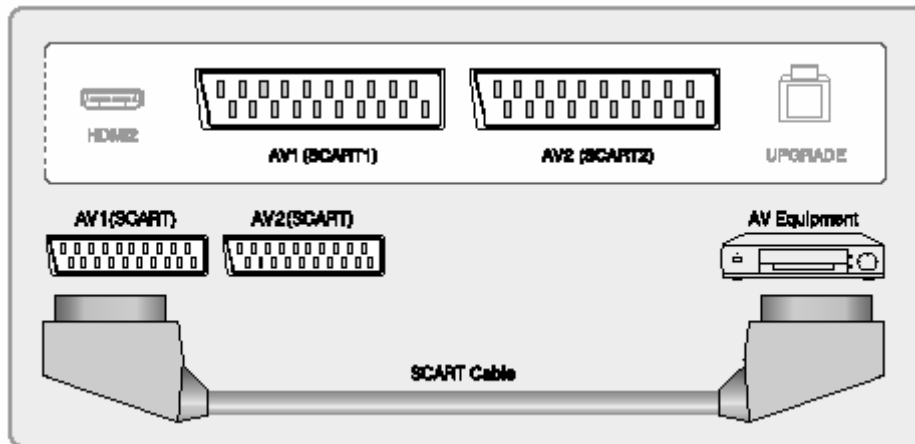 HDMI2
AV1 (SCART1)
AV2 (SCART2)
UPGRADE
AV1(SCART)
AV2(SCART)
AV Equipment
SCART Cable